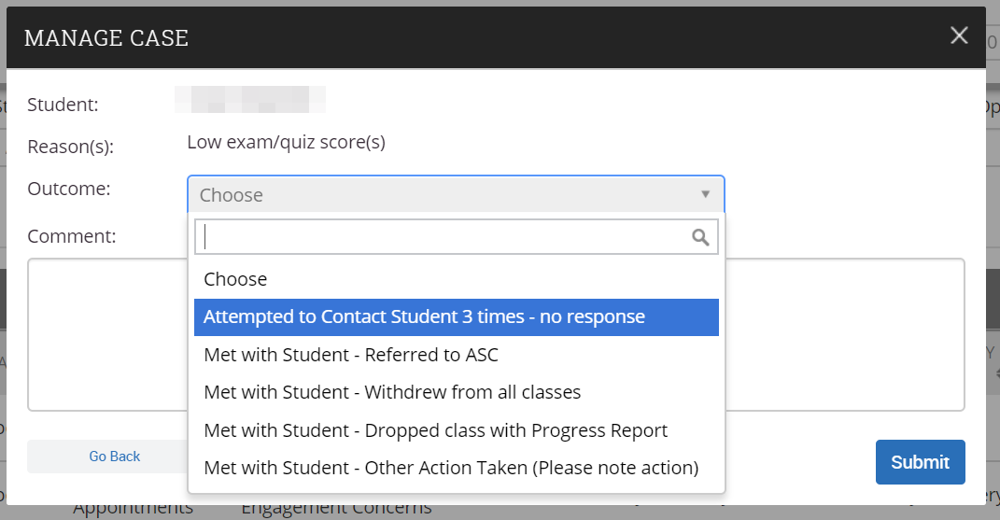 MANAGE CASE
Student:
Reason(s): Low exam/quiz score(s)
Outcome: Choose
Comment:
Choose
Attempted to Contact Student 3 times - no response
Met with Student - Referred to ASC
Met with Student - Withdrew from all classes
Met with Student - Dropped class with Progress Report
Met with Student - Other Action Taken (Please note action)
Go Back
Submit
Appointments
Engagement Concerns